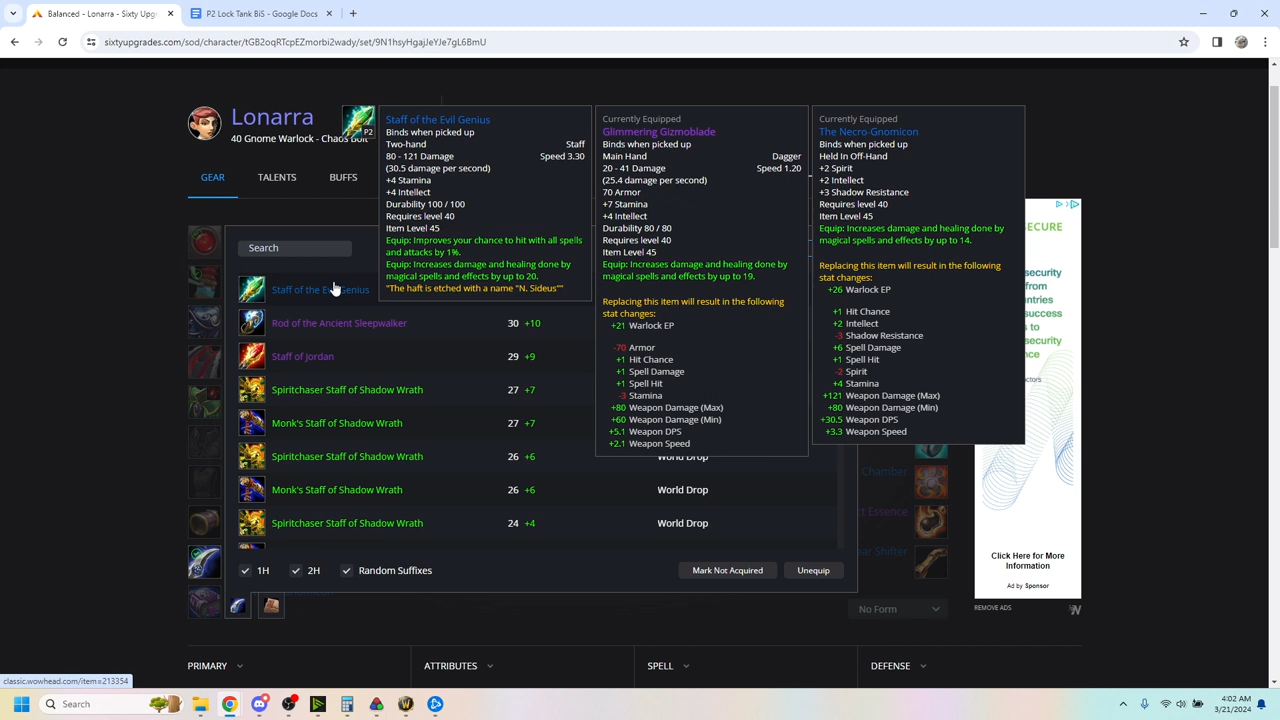 Balanced - Lonarra - Sixty Upg
P2 Lock Tank BiS - Google Docs
sixtyupgrades.com/sod/character/tGB2oqRTcpEZmorbi2wady/set/9N1hsyHgajJeYJe7gL6BmU
Lonarra
40 Gnome Warlock - Chaos Bolt
P2
GEAR
TALENTS
BUFFS
Search
Staff of the Evil Genius
Rod of the Ancient Sleepwalker
30 +10
Staff of Jordan
29 +9
Spiritchaser Staff of Shadow Wrath
27 +7
Monk's Staff of Shadow Wrath
27 +7
Spiritchaser Staff of Shadow Wrath
26 +6
World Drop
Monk's Staff of Shadow Wrath
26 +6
World Drop
Spiritchaser Staff of Shadow Wrath
24 +4
World Drop
1H
2H
Random Suffixes
Mark Not Acquired
Unequip
Staff of the Evil Genius
Binds when picked up
Two-hand
Staff
80 - 121 Damage
Speed 3.30
(30.5 damage per second)
+4 Stamina
+4 Intellect
Durability 100 / 100
Requires level 40
Item Level 45
Equip: Improves your chance to hit with all spells
and attacks by 1%.
Equip: Increases damage and healing done by
magical spells and effects by up to 20.
"The haft is etched with a name "N. Sideus""
Currently Equipped
Glimmering Gizmoblade
Binds when picked up
Main Hand
Dagger
20 - 41 Damage
Speed 1.20
(25.4 damage per second)
70 Armor
+7 Stamina
+4 Intellect
Durability 80 / 80
Requires level 40
Item Level 45
Equip: Increases damage and healing done by
magical spells and effects by up to 19.
Replacing this item will result in the following
stat changes:
+21 Warlock EP
-70 Armor
+1 Hit Chance
+1 Spell Damage
+1 Spell Hit
-3 Stamina
+80 Weapon Damage (Max)
+60 Weapon Damage (Min)
+5.1 Weapon DPS
+2.1 Weapon Speed
Currently Equipped
The Necro-Gnomicon
Binds when picked up
Held In Off-Hand
+2 Spirit
+2 Intellect
+3 Shadow Resistance
Requires level 40
Item Level 45
Equip: Increases damage and healing done by
magical spells and effects by up to 14.
Replacing this item will result in the following
stat changes:
+26 Warlock EP
+1 Hit Chance
+2 Intellect
-3 Shadow Resistance
+6 Spell Damage
+1 Spell Hit
-2 Spirit
+4 Stamina
+121 Weapon Damage (Max)
+80 Weapon Damage (Min)
+30.5 Weapon DPS
+3.3 Weapon Speed
Chamber
Essence
Shifter
No Form
Click Here for More
Information
Ad by Sponsor
REMOVE ADS
PRIMARY
ATTRIBUTES
SPELL
DEFENSE
classic.wowhead.com/item=213354
Search
4:02 AM
3/21/2024